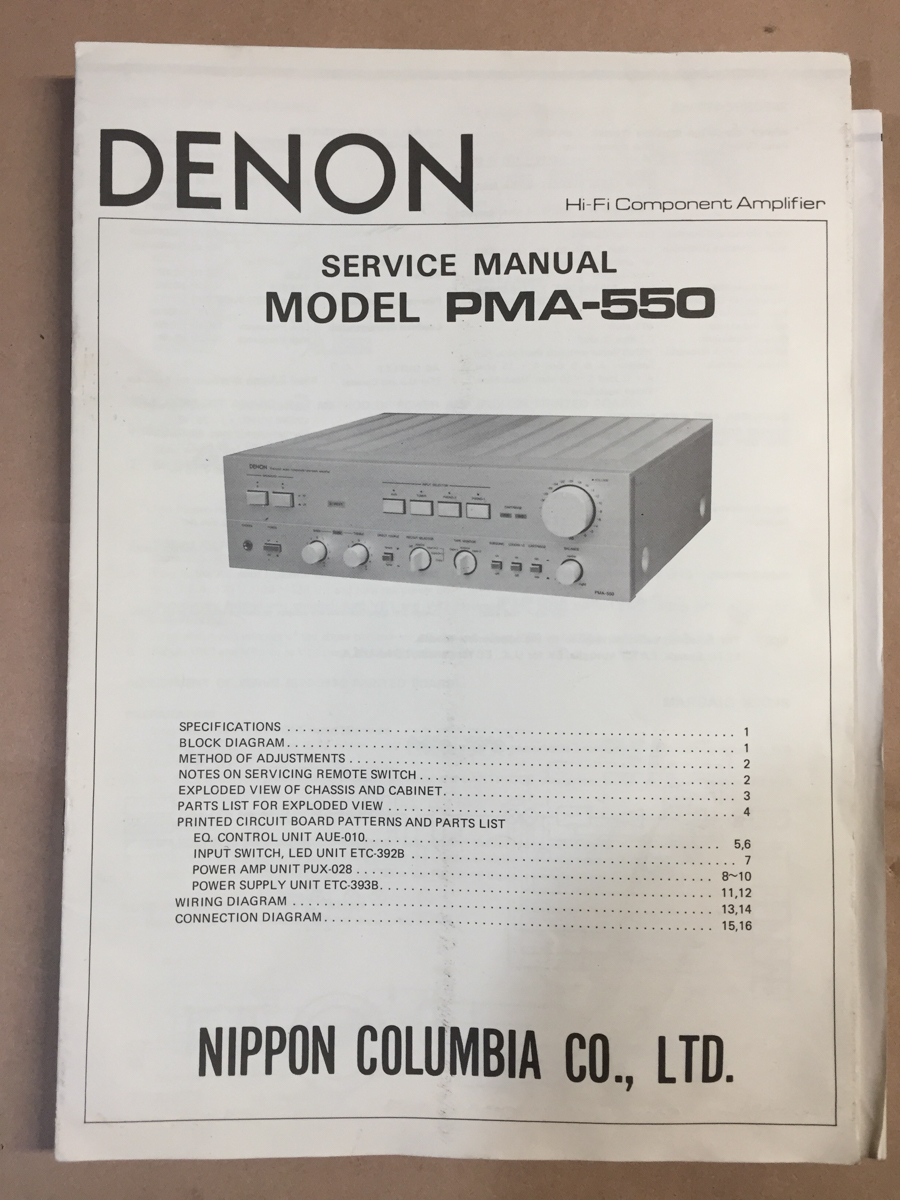 DENON
Hi-Fi Component Amplifier
SERVICE MANUAL
MODEL PMA-550
DENON
PMA-550
SPECIFICATIONS . . . . . . . . . . . . . . . . . . . . . . . . . . . . . . 1
BLOCK DIAGRAM . . . . . . . . . . . . . . . . . . . . . . . . . . . . . . 1
METHOD OF ADJUSTMENTS . . . . . . . . . . . . . . . . . . . . . . . . . 2
NOTES ON SERVICING REMOTE SWITCH . . . . . . . . . . . . . . . . . . . 2
EXPLODED VIEW OF CHASSIS AND CABINET. . . . . . . . . . . . . . . . . . 3
PARTS LIST FOR EXPLODED VIEW . . . . . . . . . . . . . . . . . . . . . 4
PRINTED CIRCUIT BOARD PATTERNS AND PARTS LIST
EQ. CONTROL UNIT AUE-010. . . . . . . . . . . . . . . . . . . . . . . . 5,6
INPUT SWITCH, LED UNIT ETC-392B . . . . . . . . . . . . . . . . . . . . 7
POWER AMP UNIT PUX-028 . . . . . . . . . . . . . . . . . . . . . . . . 8~10
POWER SUPPLY UNIT ETC-393B. . . . . . . . . . . . . . . . . . . . . . . 11,12
WIRING DIAGRAM . . . . . . . . . . . . . . . . . . . . . . . . . . . . . 13,14
CONNECTION DIAGRAM . . . . . . . . . . . . . . . . . . . . . . . . . . . 15,16
NIPPON COLUMBIA CO., LTD.